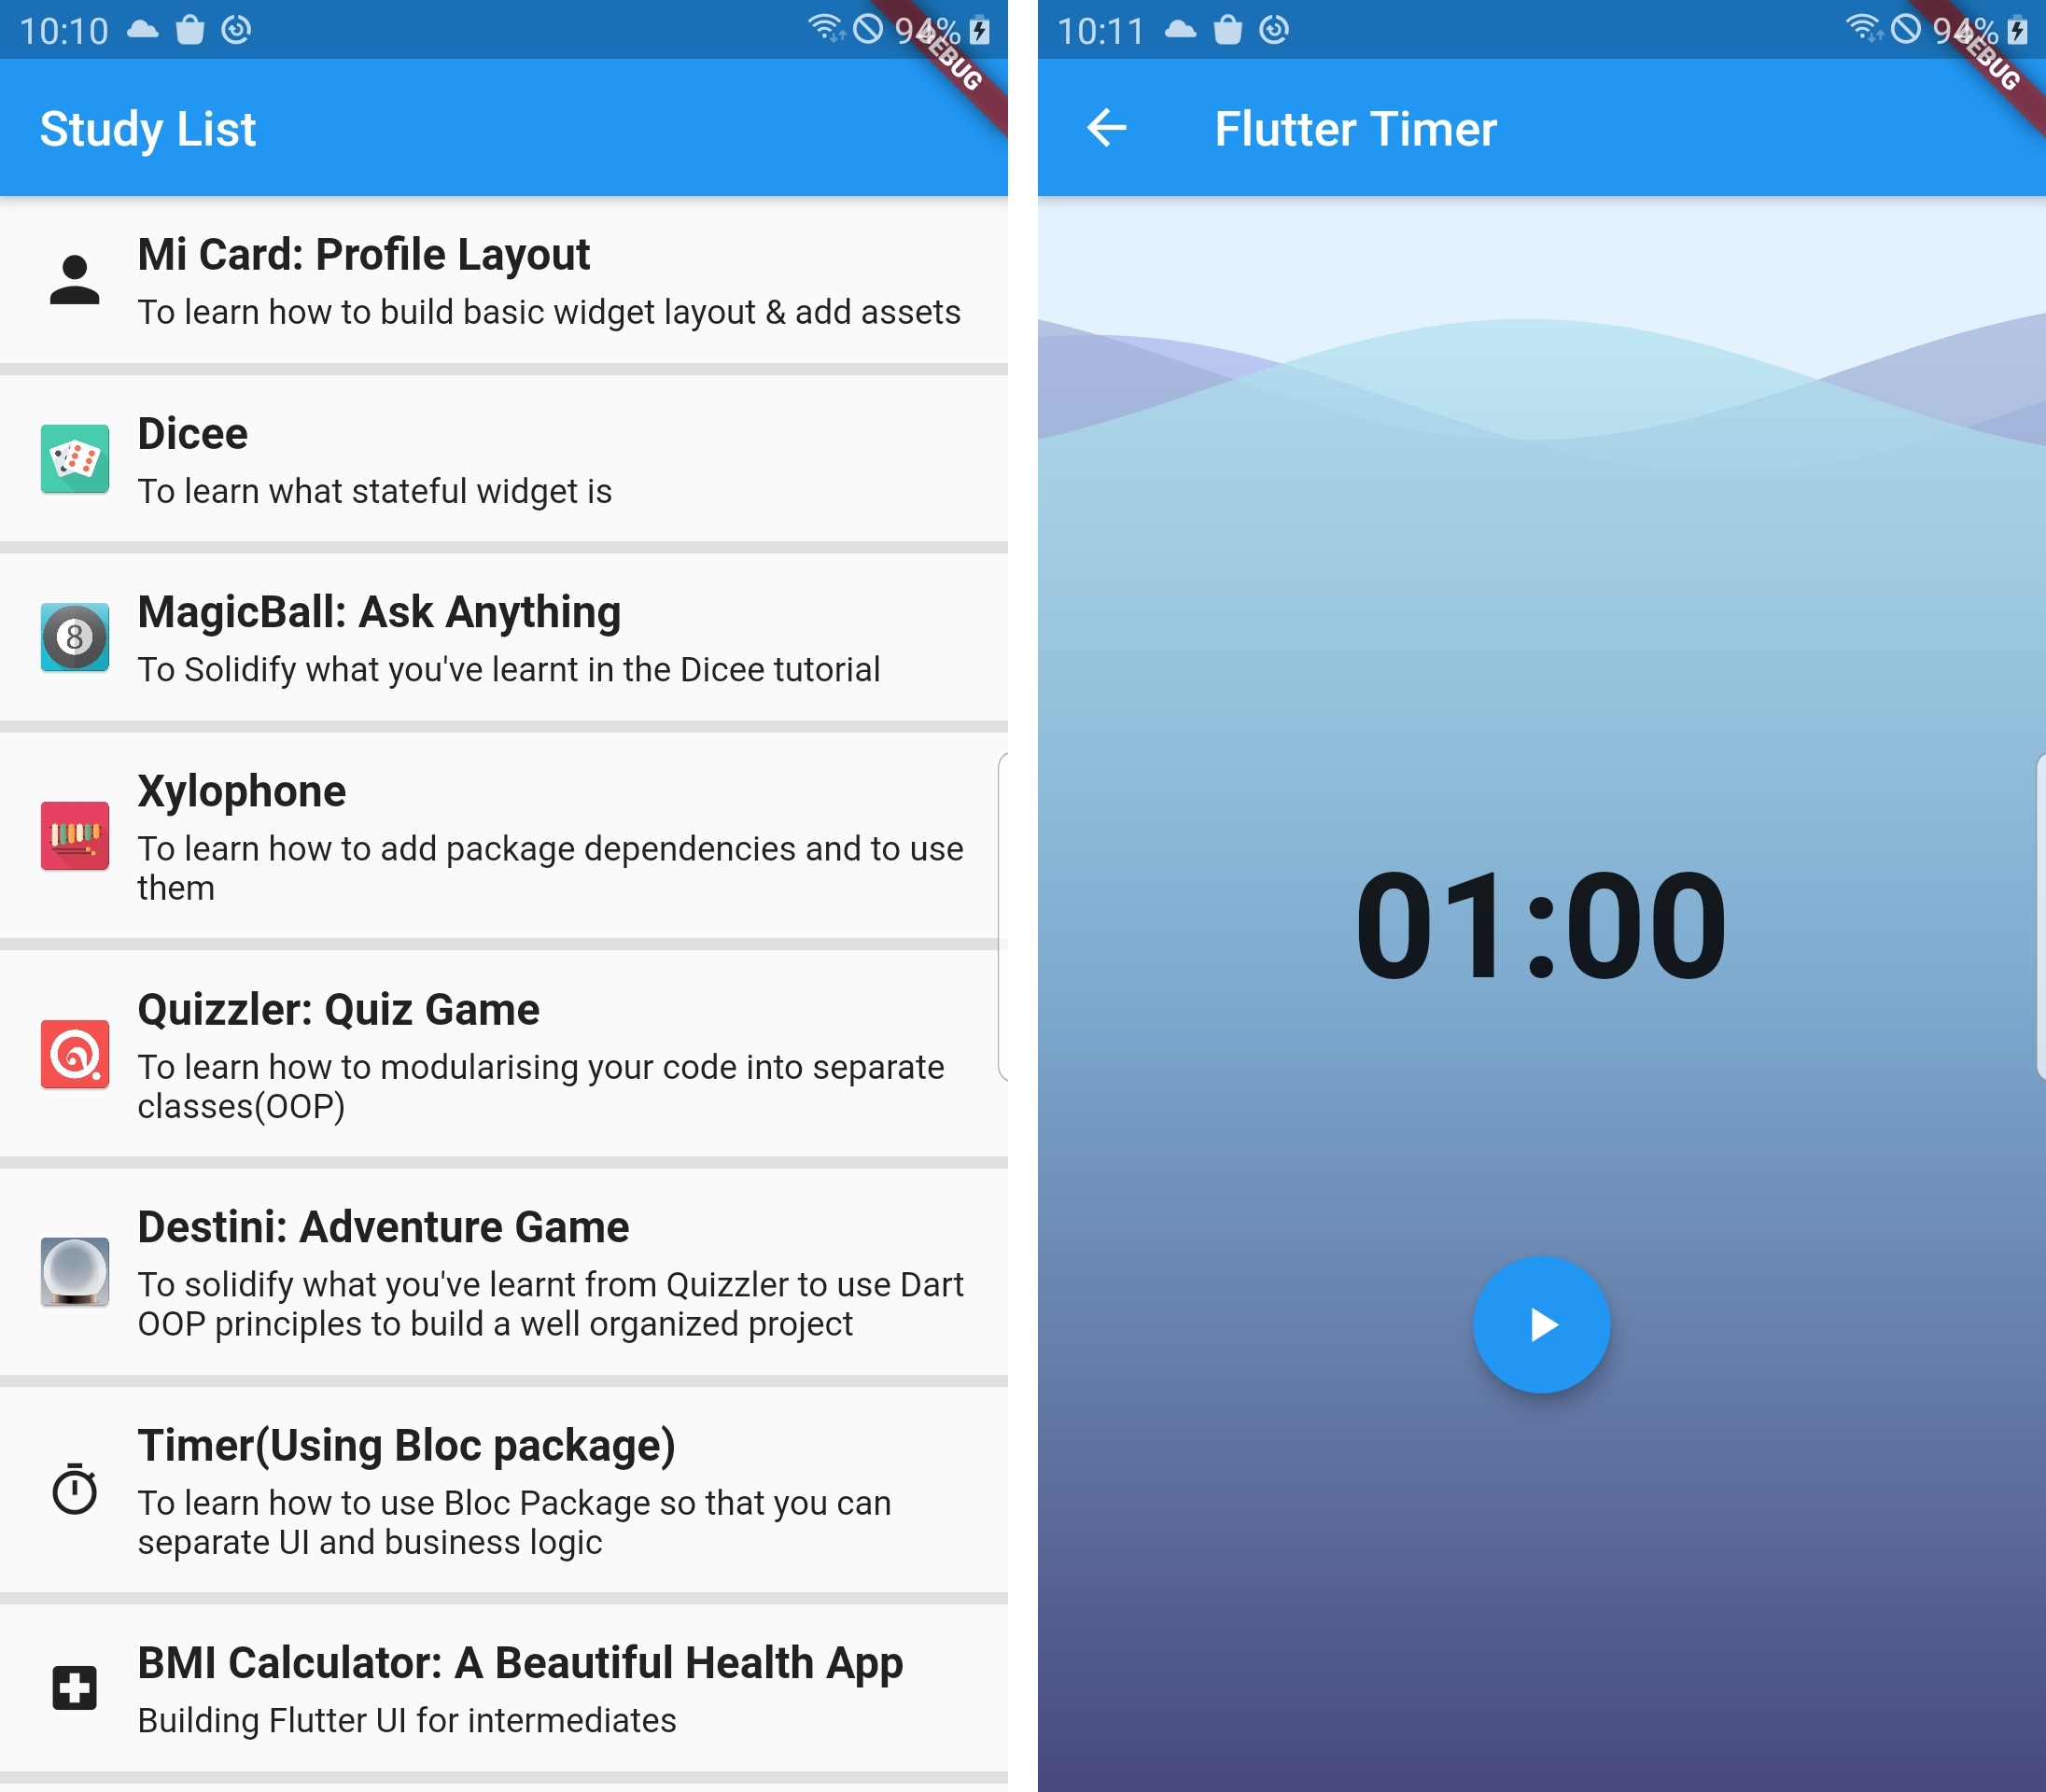 10:10
94%
DEBUG
Study List
Mi Card: Profile Layout
To learn how to build basic widget layout & add assets
Dicee
To learn what stateful widget is
8
MagicBall: Ask Anything
To Solidify what you've learnt in the Dicee tutorial
Xylophone
To learn how to add package dependencies and to use
them
Quizzler: Quiz Game
To learn how to modularising your code into separate
classes(OOP)
Destini: Adventure Game
To solidify what you've learnt from Quizzler to use Dart
OOP principles to build a well organized project
Timer(Using Bloc package)
To learn how to use Bloc Package so that you can
separate UI and business logic
BMI Calculator: A Beautiful Health App
Building Flutter UI for intermediates
10:11
94%
DEBUG
Flutter Timer
01:00